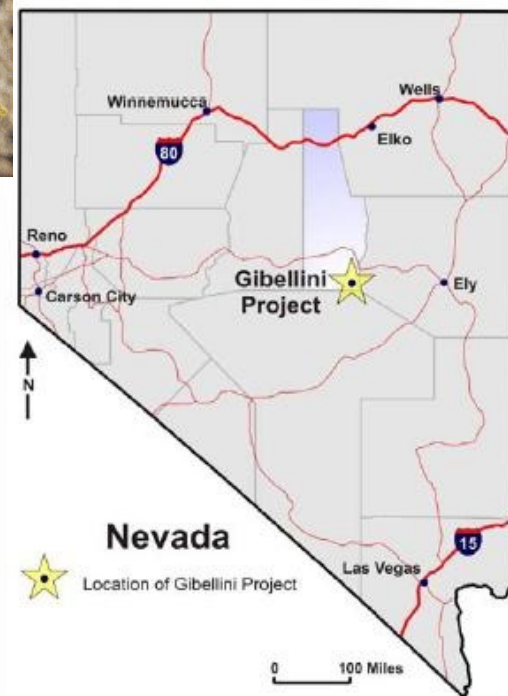 Wells
Winnemucca
Elko
80
Reno
Gibellini
Project
Ely
Carson City
N
Nevada
Location of Gibellini Project
15
Las Vegas
0 100 Miles